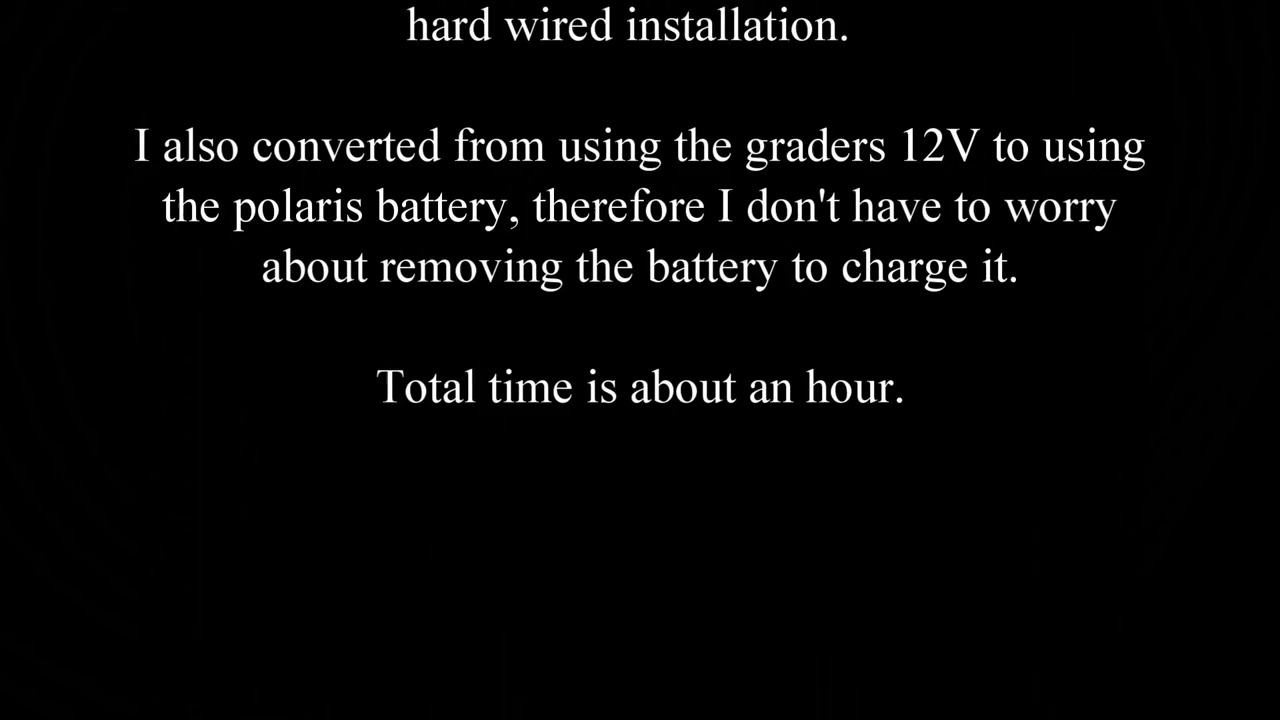 hard wired installation.
I also converted from using the graders 12V to using
the polaris battery, therefore I don't have to worry
about removing the battery to charge it.
Total time is about an hour.